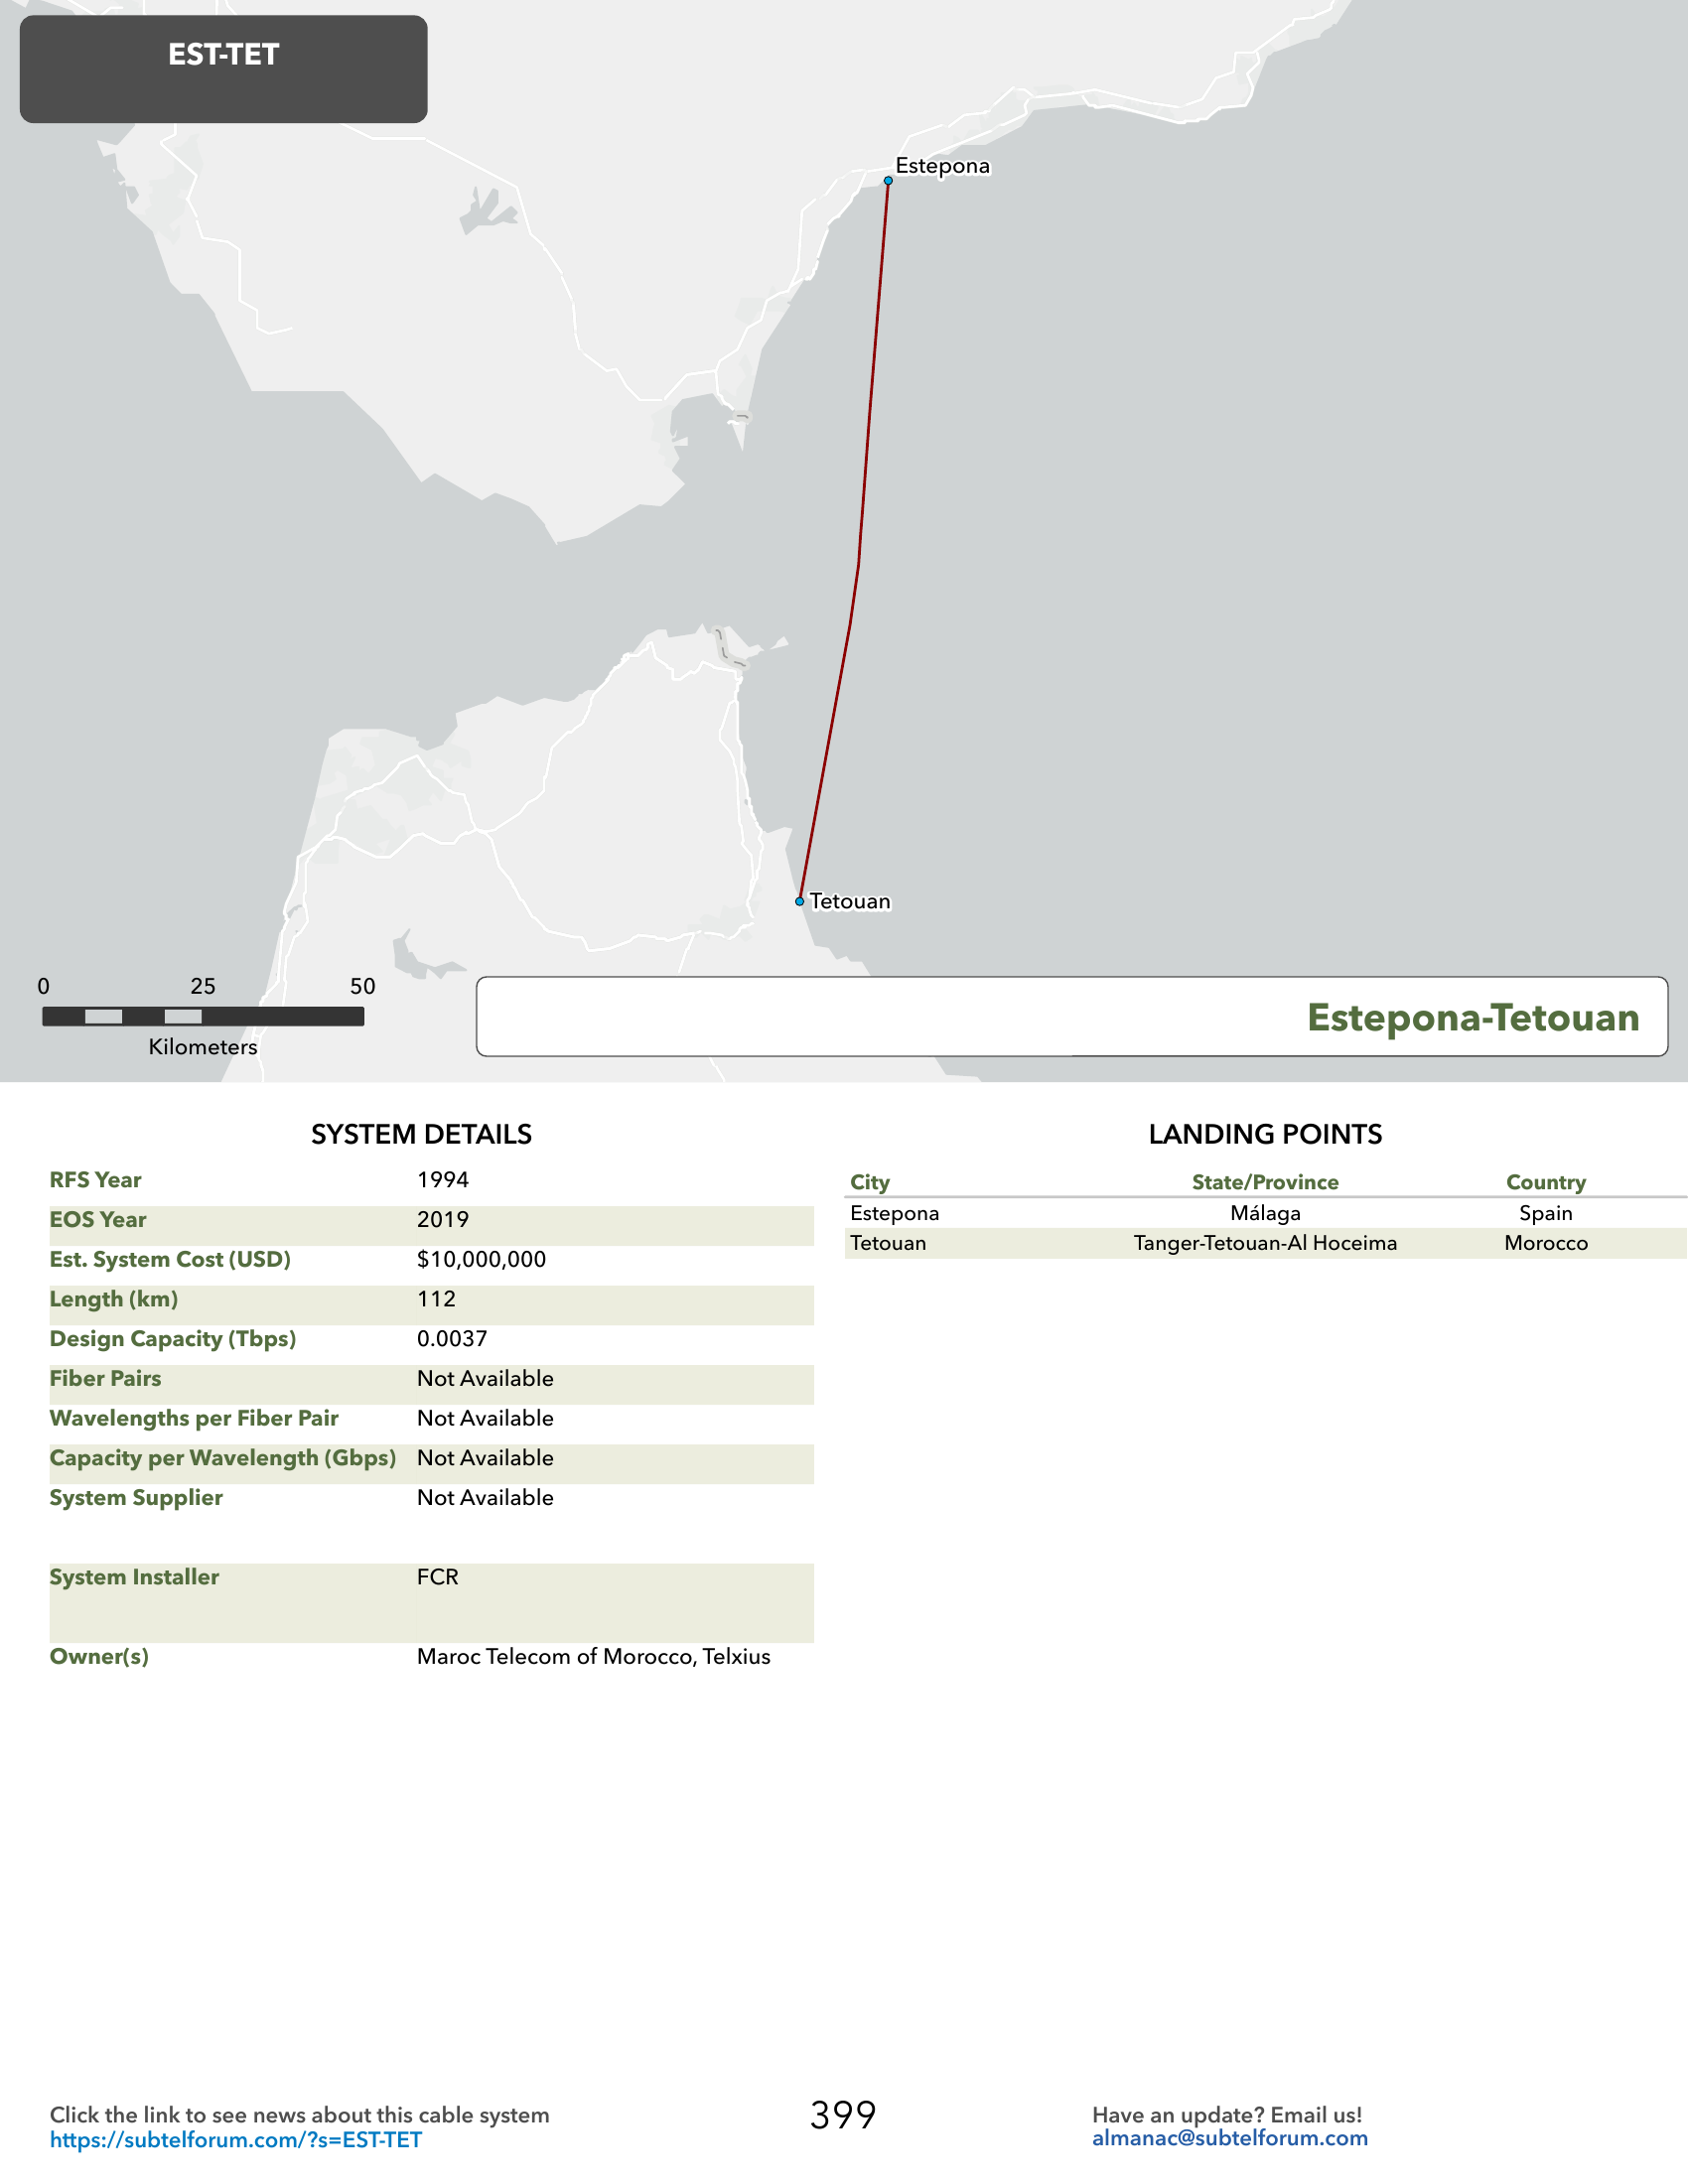 EST-TET
Estepona
Tetouan
0 25 50
Kilometers
Estepona-Tetouan
SYSTEM DETAILS
RFS Year 1994
EOS Year 2019
Est. System Cost (USD) $10,000,000
Length (km) 112
Design Capacity (Tbps) 0.0037
Fiber Pairs Not Available
Wavelengths per Fiber Pair Not Available
Capacity per Wavelength (Gbps) Not Available
System Supplier Not Available
System Installer FCR
Owner(s) Maroc Telecom of Morocco, Telxius
LANDING POINTS
City State/Province Country
Estepona Málaga Spain
Tetouan Tanger-Tetouan-Al Hoceima Morocco
Click the link to see news about this cable system
https://subtelforum.com/?s=EST-TET
399
Have an update? Email us!
almanac@subtelforum.com